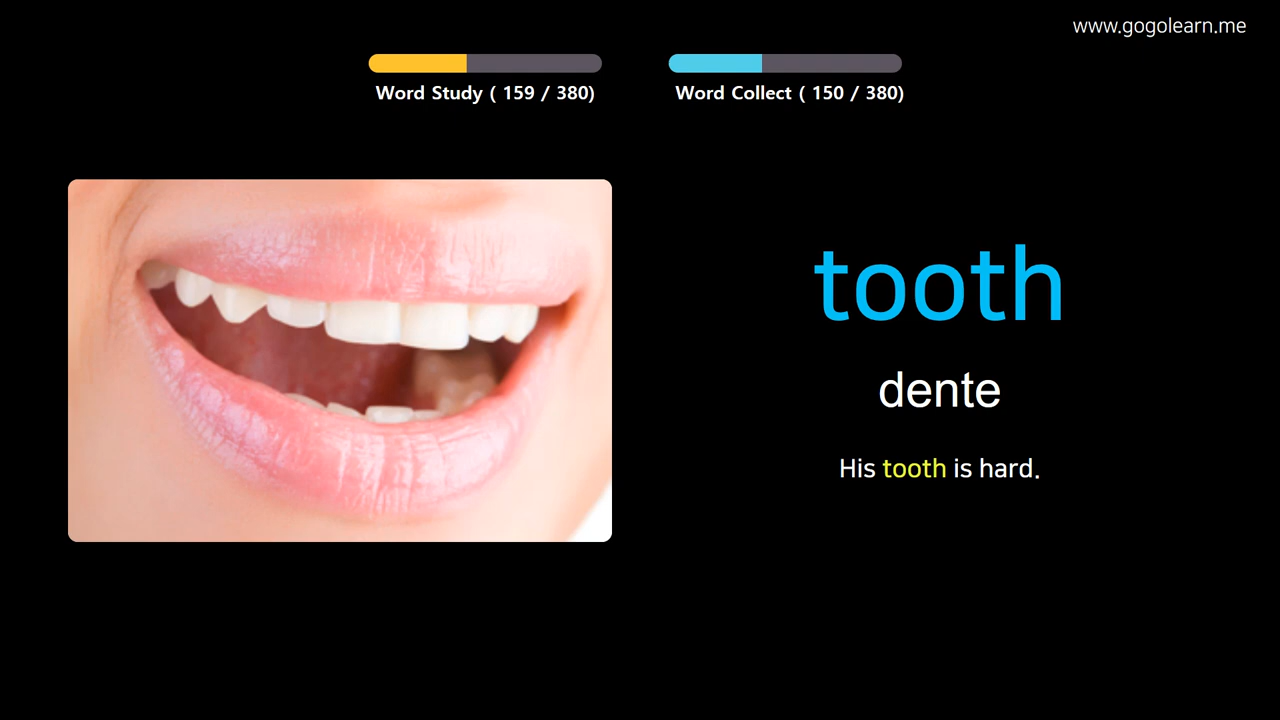 www.gogolearn.me
Word Study ( 159 / 380)
Word Collect ( 150 / 380)
tooth
dente
His tooth is hard.